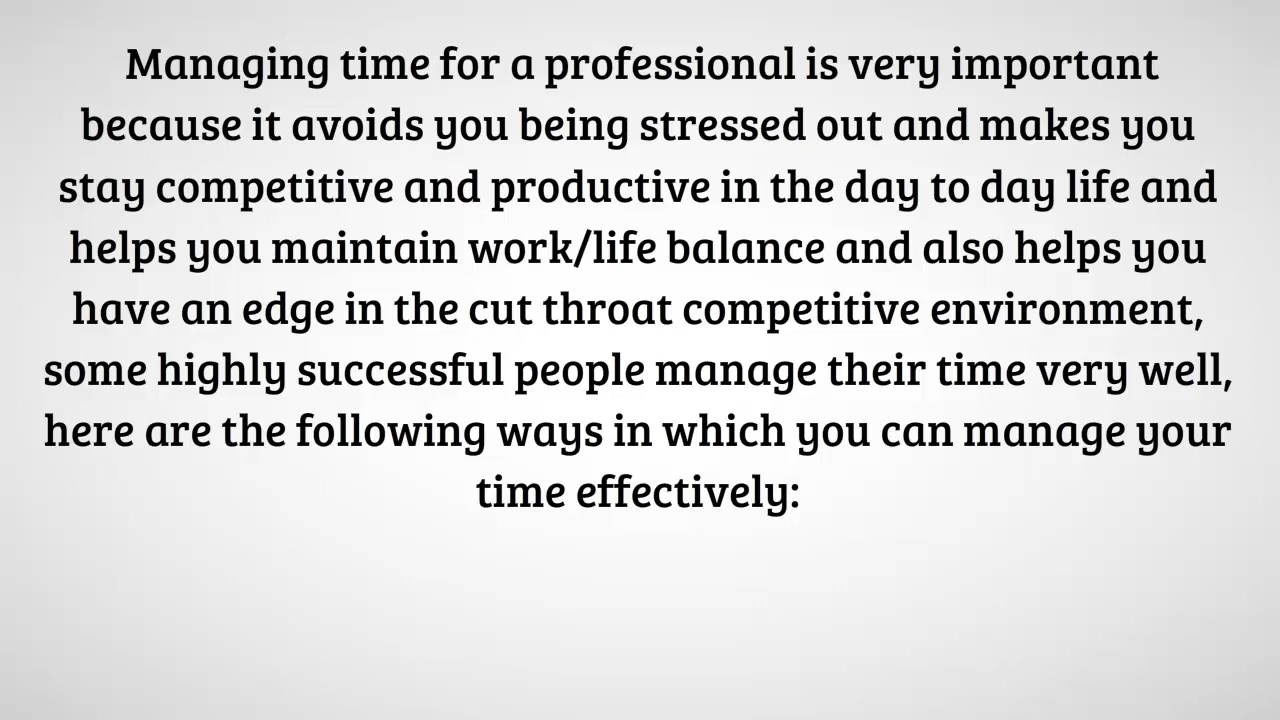 Managing time for a professional is very important
because it avoids you being stressed out and makes you
stay competitive and productive in the day to day life and
helps you maintain work/life balance and also helps you
have an edge in the cut throat competitive environment,
some highly successful people manage their time very well,
here are the following ways in which you can manage your
time effectively: